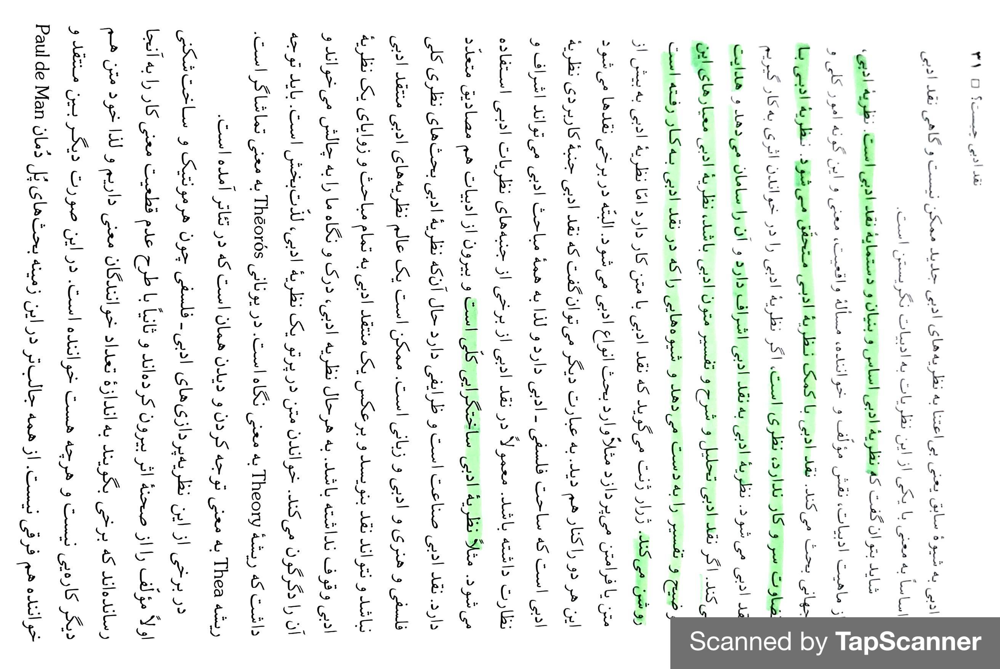 نقد ادبی چیست؟ □ ۳۱
ادبی به شیوهٔ سابق یعنی بی‌اعتنا به نظریه‌های ادبی جدید ممکن نیست و گاهی نقد ادبی
اساساً به معنی با یکی از این نظریات به ادبیات نگریستن است.
شاید بتوان گفت که نظریهٔ ادبی اساس و بنیان و دستمایهٔ نقد ادبی است. نظریهٔ ادبی،
از ماهیت ادبیات، نقش مؤلّف و خواننده، مسألهٔ واقعیت، معنی و این گونه امور کلی و
جهانی بحث می‌کند. نقد ادبی با کمک نظریهٔ ادبی متحقّق می‌شود. نظریهٔ ادبی با
قضاوت سر و کار ندارد، نظری است، اگر نظریهٔ ادبی را در خواندن اثری به کار گیریم
نقد ادبی می‌شود. نظریهٔ ادبی به نقد ادبی اشراف دارد و آن را سامان می‌دهد و هدایت
می‌کند. اگر نقد ادبی تحلیل و شرح و تفسیر متون ادبی باشد، نظریهٔ ادبی معیارهای این
توضیح و تفسیر را به دست می‌دهد و شیوه‌هایی را که در نقد ادبی به کار رفته است
روشن می‌کند. ژرار ژنت می‌گوید که نقد ادبی با متن کار دارد امّا نظریهٔ ادبی به بیش از
متن یا فرامتن می‌پردازد مثلاً وارد بحث انواع ادبی می‌شود. البتّه در برخی نقدها می‌شود
این هر دو را کنار هم دید. به عبارت دیگر می‌توان گفت که نقد ادبی جنبهٔ کاربردی نظریهٔ
ادبی است که ساحت فلسفی - ادبی دارد و لذا به همهٔ مباحث ادبی می‌تواند اشراف و
نظارت داشته باشد. معمولاً در نقد ادبی از برخی از جنبه‌های نظریات ادبی استفاده
می‌شود. مثلاً نظریهٔ ادبی ساختگرایی کلّی است و بیرون از ادبیات هم مصادیق متعدّد
دارد. نقد ادبی صناعت است و ظرایفی دارد حال آن‌که نظریهٔ ادبی بحث‌های نظری کلی
فلسفی و هنری و ادبی و زبانی است. ممکن است یک عالم نظریه‌های ادبی منتقد ادبی
نباشد و نتواند نقد بنویسد و برعکس یک منتقد ادبی به تمام مباحث و زوایای یک نظریهٔ
ادبی وقوف نداشته باشد. به هر حال نظریه ادبی، درک و نگاه ما را به چالش می‌خواند و
آن را دگرگون می‌کند. خواندن متن در پرتو یک نظریهٔ ادبی، لذّت‌بخش است. باید توجه
داشت که ریشهٔ Theory به معنی نگاه است. در یونانی Theōrós به معنی تماشاگر است.
ریشه Thea به معنی توجه کردن و دیدن همان است که در تئاتر آمده است.
در برخی از این نظریه‌پردازی‌های ادبی - فلسفی چون هرمونتیک و ساخت‌شکنی
اولاً مؤلّف را از صحنهٔ اثر بیرون کرده‌اند و ثانیاً با طرح عدم قطعیت معنی کار را به آنجا
رسانده‌اند که برخی بگویند به اندازهٔ تعداد خوانندگان معنی داریم و لذا خود متن هم
دیگر کاره‌یی نیست و هرچه هست خواننده است. در این صورت دیگر بین منتقد و
خواننده هم فرقی نیست. از همه جالب‌تر در این زمینه بحث‌های پُل دُمان Paul de Man
Scanned by TapScanner